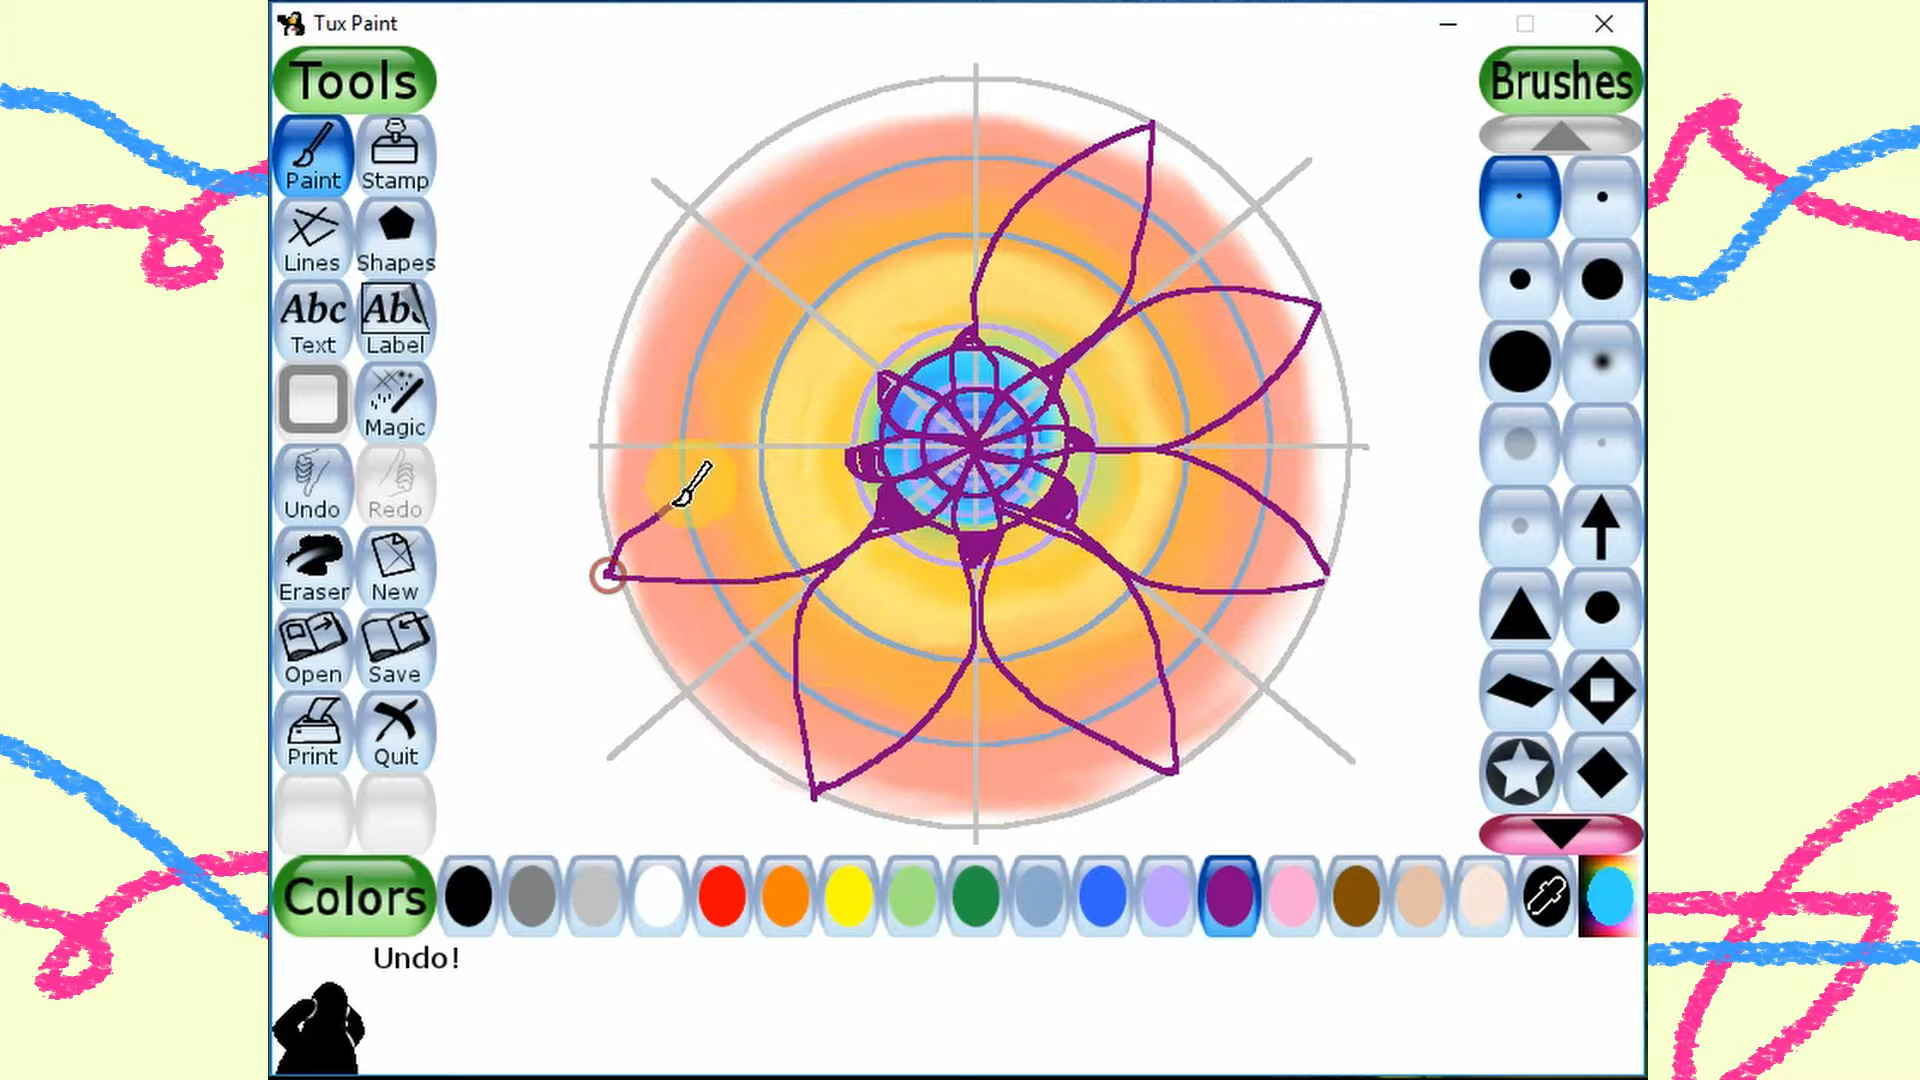 Tux Paint
Tools
Brushes
Paint
Stamp
Lines
Shapes
Abc
Abc
Text
Label
Magic
Undo
Redo
Eraser
New
Open
Save
Print
Quit
Colors
Undo!